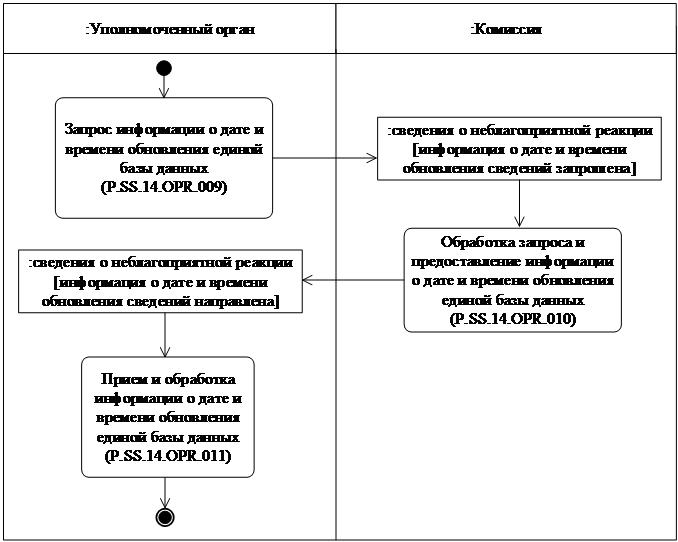 :Уполномоченный орган
:Комиссия
Запрос информации о дате и
времени обновления единой
базы данных
(P.SS.14.OPR.009)
:сведения о неблагоприятной реакции
[информация о дате и времени
обновления сведений запрошена]
Обработка запроса и
предоставление информации
о дате и времени обновления
единой базы данных
(P.SS.14.OPR.010)
:сведения о неблагоприятной реакции
[информация о дате и времени
обновления сведений направлена]
Прием и обработка
информации о дате и
времени обновления
единой базы данных
(P.SS.14.OPR.011)